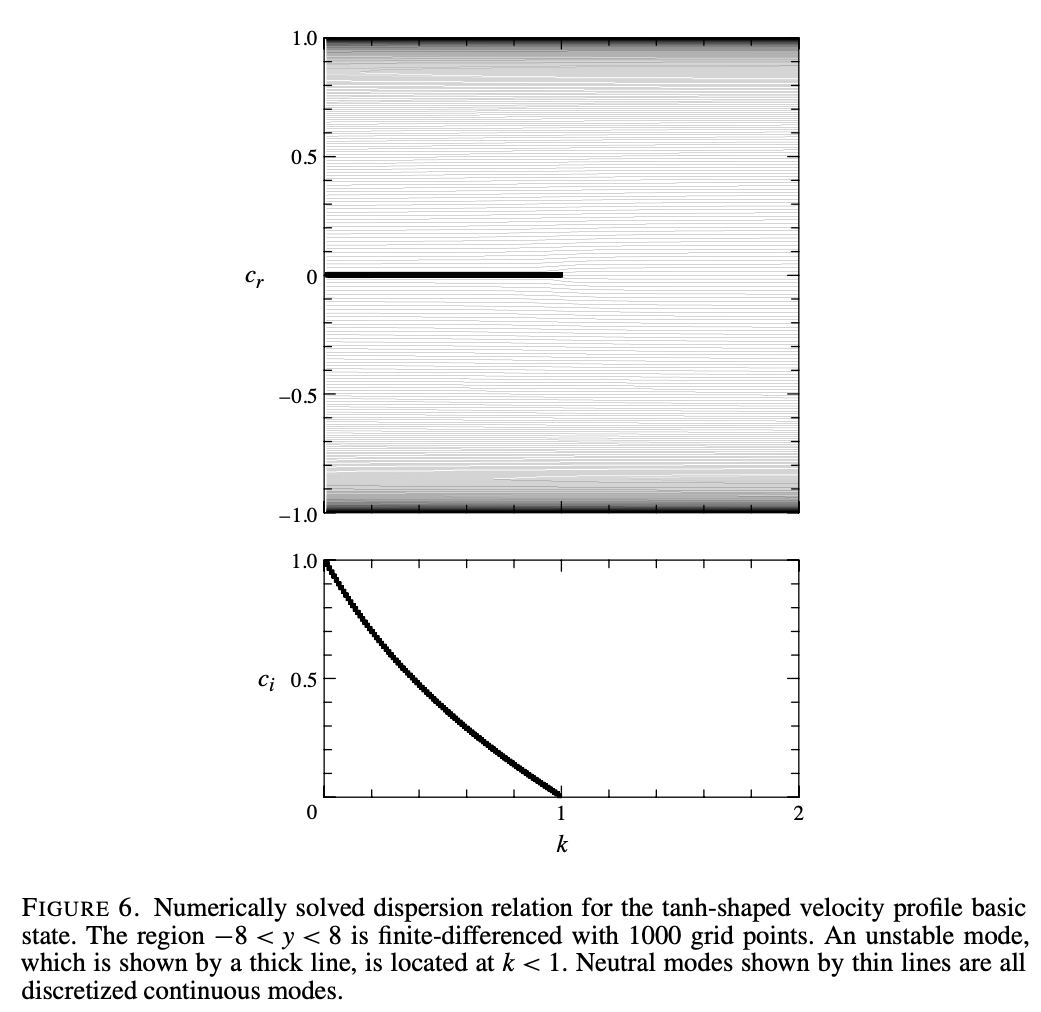 1.0
0.5
c_r 0
−0.5
−1.0
1.0
c_i 0.5
0 1 2
k
FIGURE 6. Numerically solved dispersion relation for the tanh-shaped velocity profile basic
state. The region −8 < y < 8 is finite-differenced with 1000 grid points. An unstable mode,
which is shown by a thick line, is located at k < 1. Neutral modes shown by thin lines are all
discretized continuous modes.